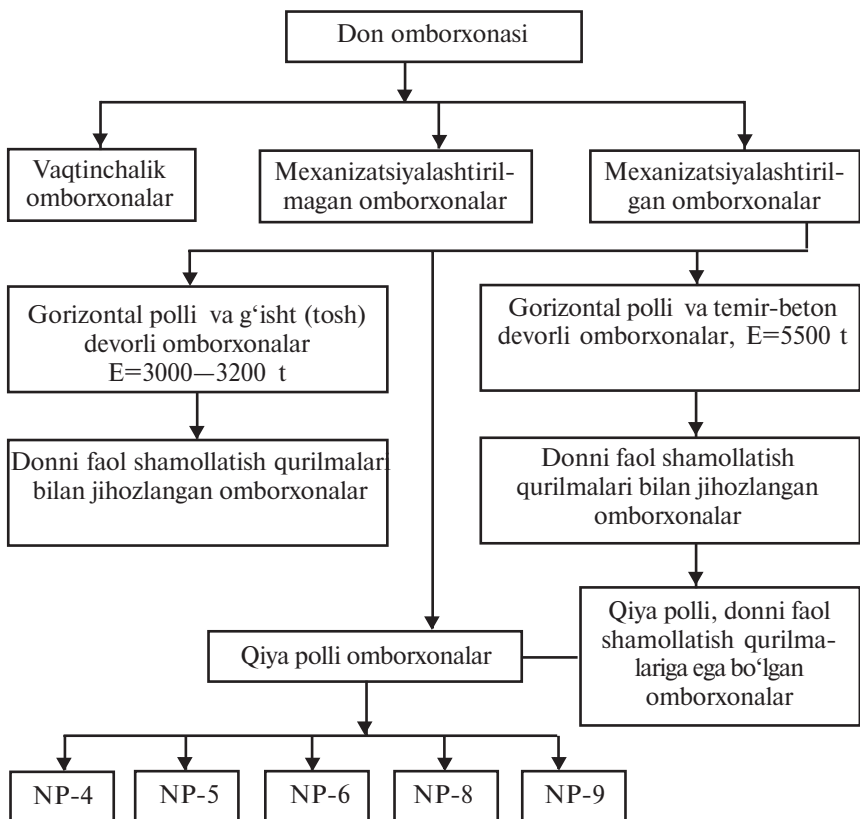 Don omborxonasi
Vaqtinchalik
omborxonalar
Mexanizatsiyalashtiril-
magan omborxonalar
Mexanizatsiyalashtiril-
gan omborxonalar
Gorizontal polli va g‘isht (tosh)
devorli omborxonalar
E=3000—3200 t
Gorizontal polli va temir-beton
devorli omborxonalar, E=5500 t
Donni faol shamollatish qurilmalari
bilan jihozlangan omborxonalar
Donni faol shamollatish
qurilmalari bilan jihozlangan
omborxonalar
Qiya polli omborxonalar
Qiya polli, donni faol
shamollatish qurilma-
lariga ega bo‘lgan
omborxonalar
NP-4
NP-5
NP-6
NP-8
NP-9